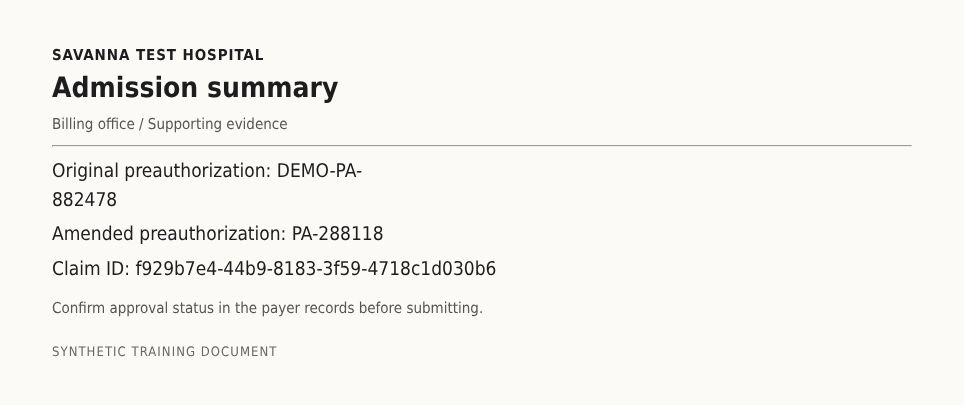 SAVANNA TEST HOSPITAL
Admission summary
Billing office / Supporting evidence
Original preauthorization: DEMO-PA-
882478
Amended preauthorization: PA-288118
Claim ID: f929b7e4-44b9-8183-3f59-4718c1d030b6
Confirm approval status in the payer records before submitting.
SYNTHETIC TRAINING DOCUMENT